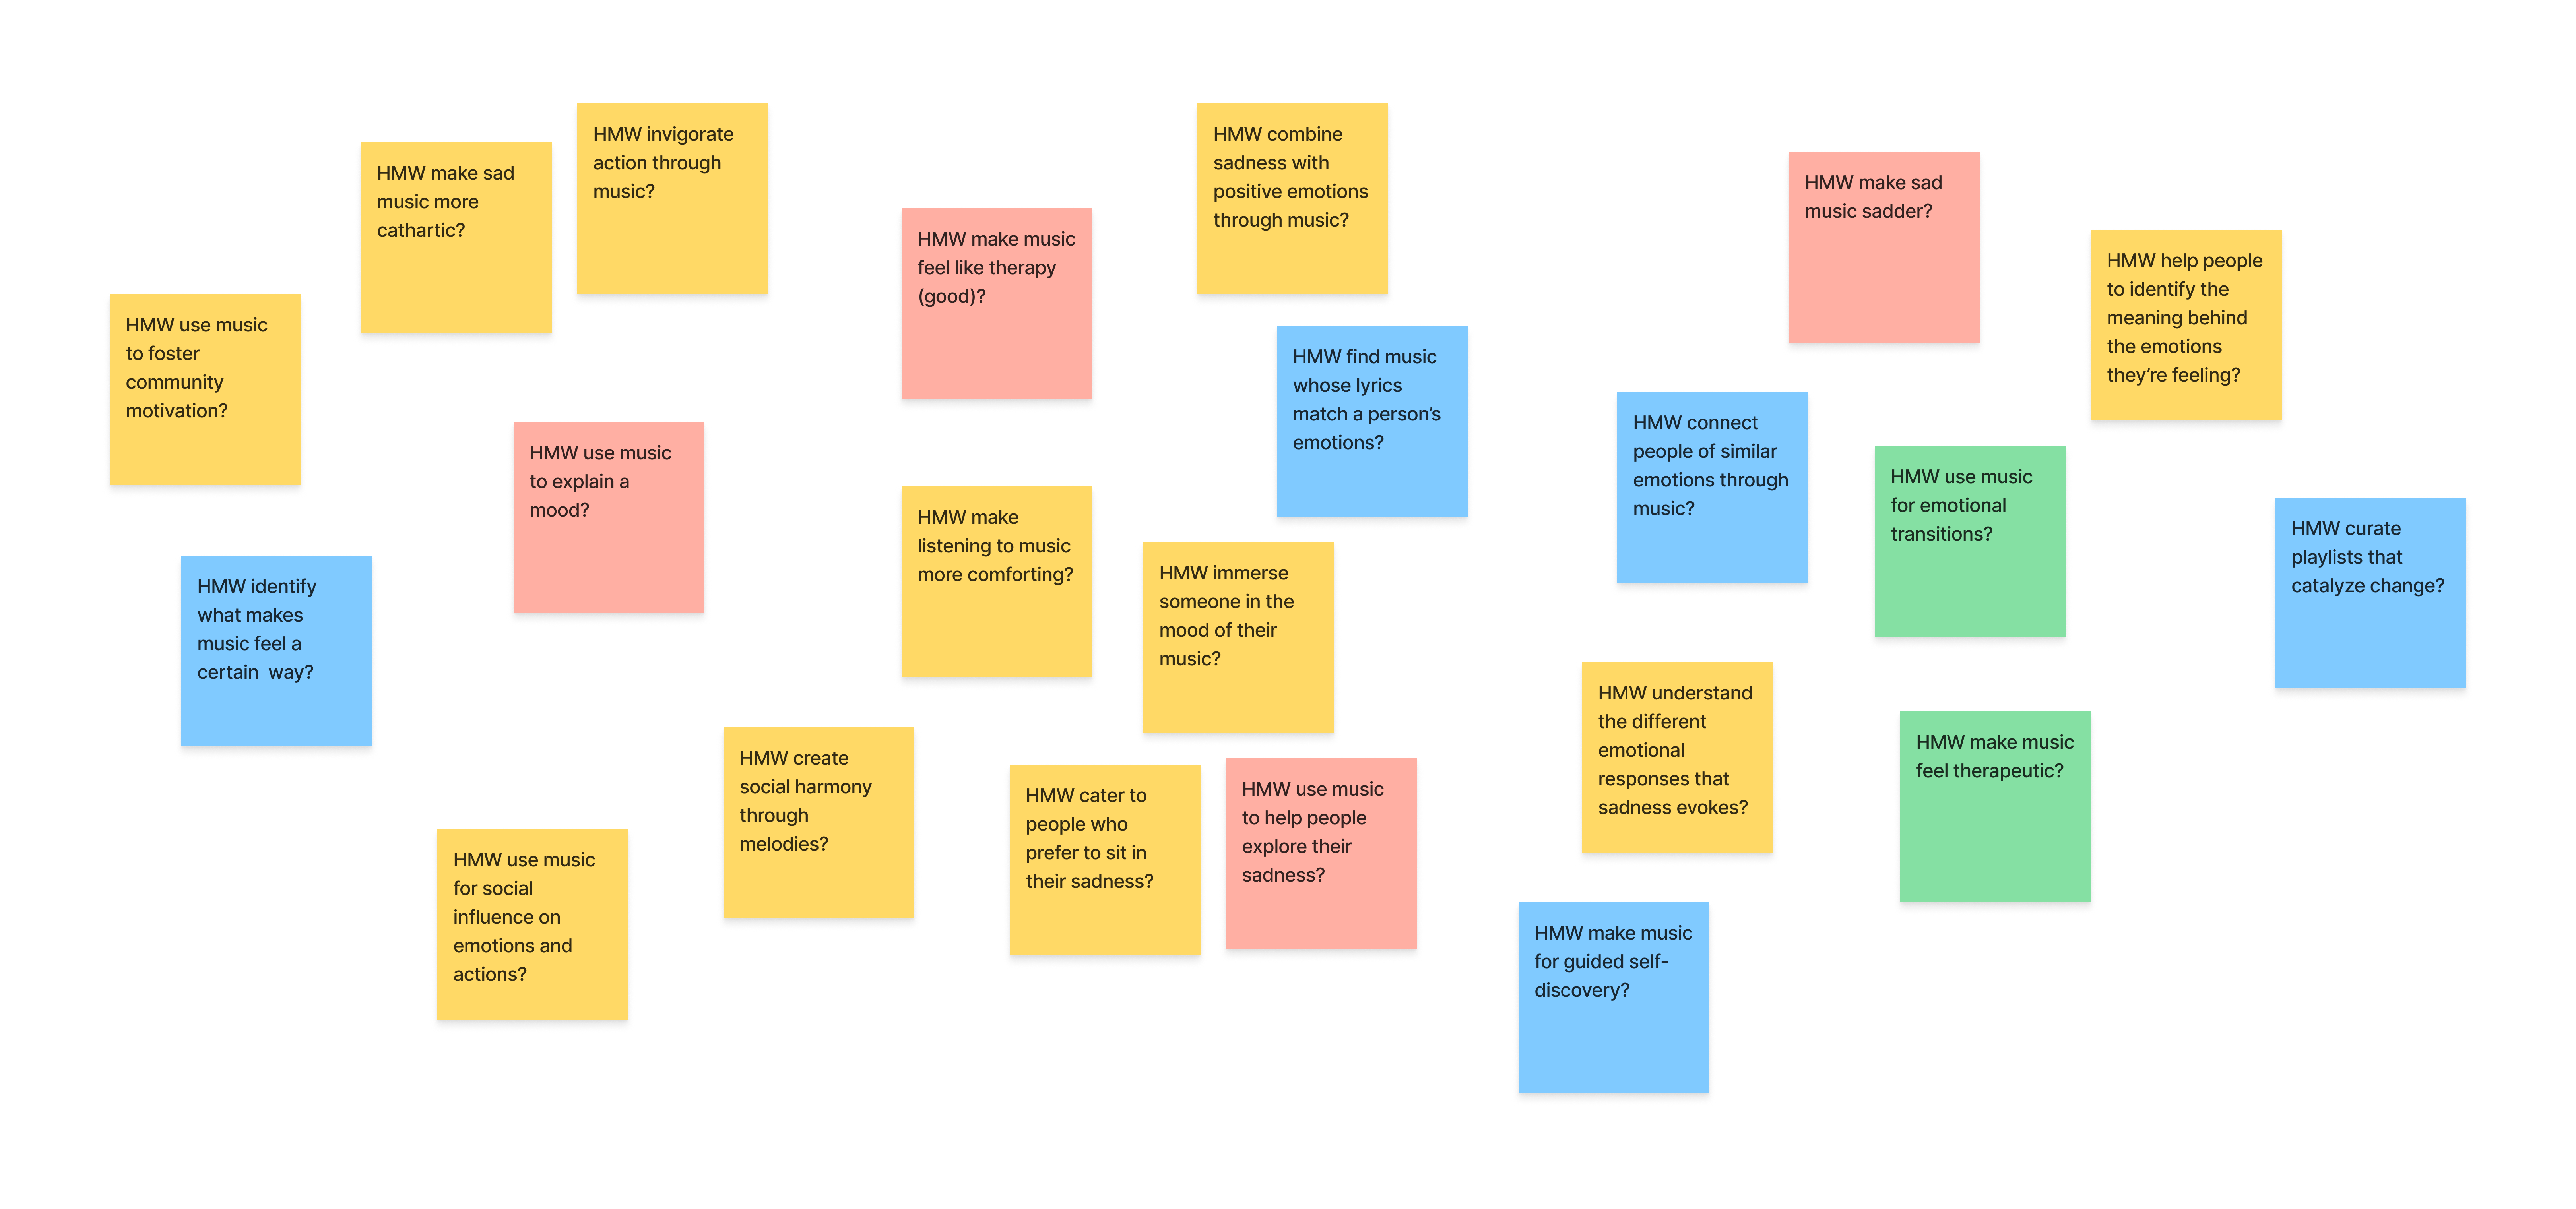 HMW invigorate
action through
music?
HMW combine
sadness with
positive emotions
through music?
HMW make sad
music more
cathartic?
HMW make sad
music sadder?
HMW make music
feel like therapy
(good)?
HMW help people
to identify the
meaning behind
the emotions
they’re feeling?
HMW use music
to foster
community
motivation?
HMW find music
whose lyrics
match a person’s
emotions?
HMW connect
people of similar
emotions through
music?
HMW use music
to explain a
mood?
HMW use music
for emotional
transitions?
HMW make
listening to music
more comforting?
HMW curate
playlists that
catalyze change?
HMW immerse
someone in the
mood of their
music?
HMW identify
what makes
music feel a
certain  way?
HMW understand
the different
emotional
responses that
sadness evokes?
HMW make music
feel therapeutic?
HMW create
social harmony
through
melodies?
HMW cater to
people who
prefer to sit in
their sadness?
HMW use music
to help people
explore their
sadness?
HMW use music
for social
influence on
emotions and
actions?
HMW make music
for guided self-
discovery?